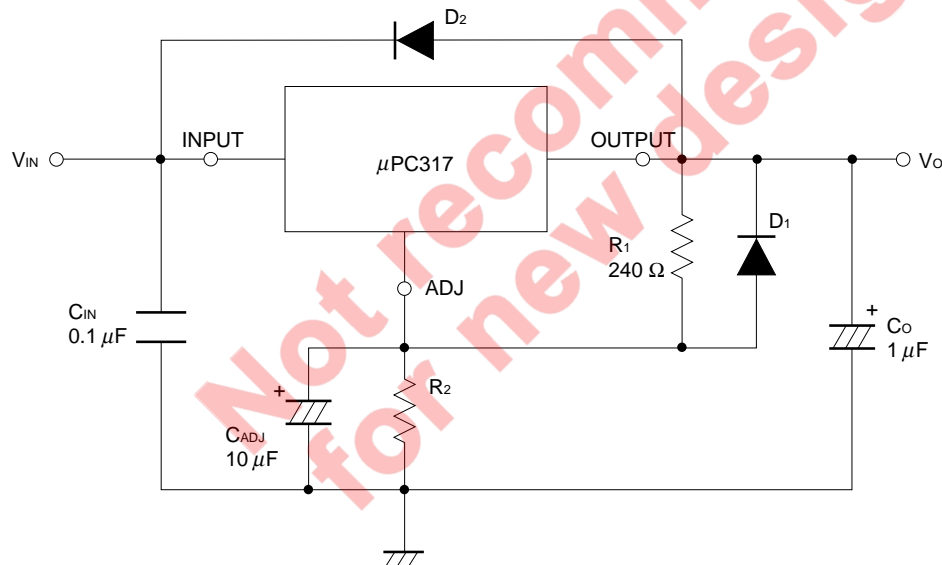 D2
INPUT
OUTPUT
VIN
μPC317
VO
R1
240 Ω
D1
ADJ
CIN
0.1 μF
+
CO
1 μF
R2
+
CADJ
10 μF
Not recomm
for new design